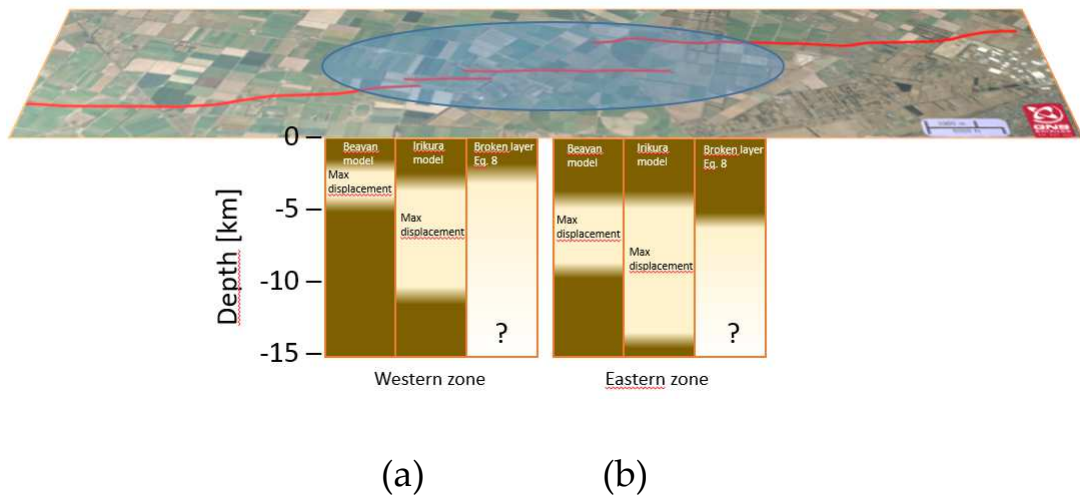 GNS
0
-5
-10
-15
Depth [km]
Beavan
model
Max
displacement
Irikura
model
Max
displacement
Broken layer
Eq. 8
?
Beavan
model
Max
displacement
Irikura
model
Max
displacement
Broken layer
Eq. 8
?
Western zone
Eastern zone
(a)
(b)